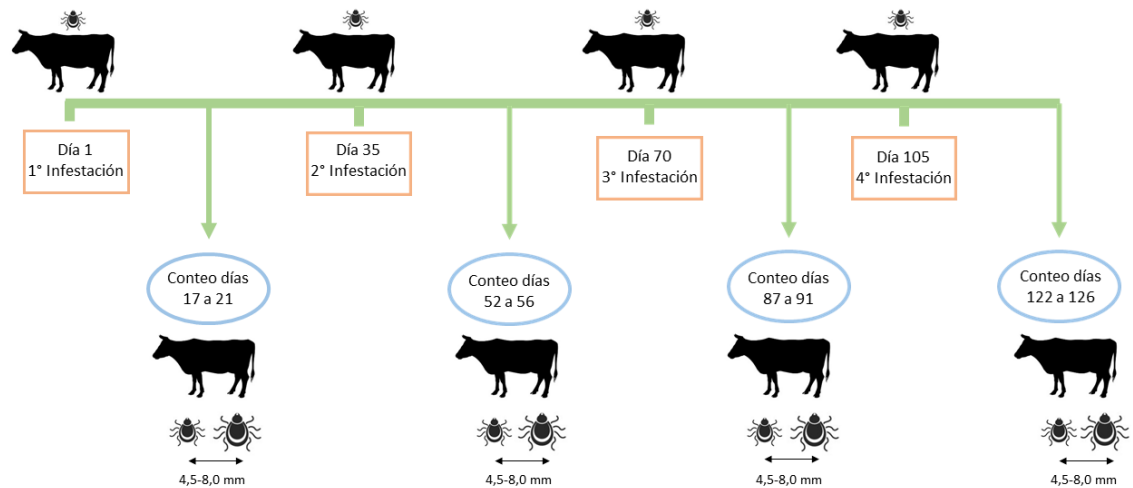 Día 1
1° Infestación
Día 35
2° Infestación
Día 70
3° Infestación
Día 105
4° Infestación
Conteo días
17 a 21
Conteo días
52 a 56
Conteo días
87 a 91
Conteo días
122 a 126
4,5-8,0 mm
4,5-8,0 mm
4,5-8,0 mm
4,5-8,0 mm